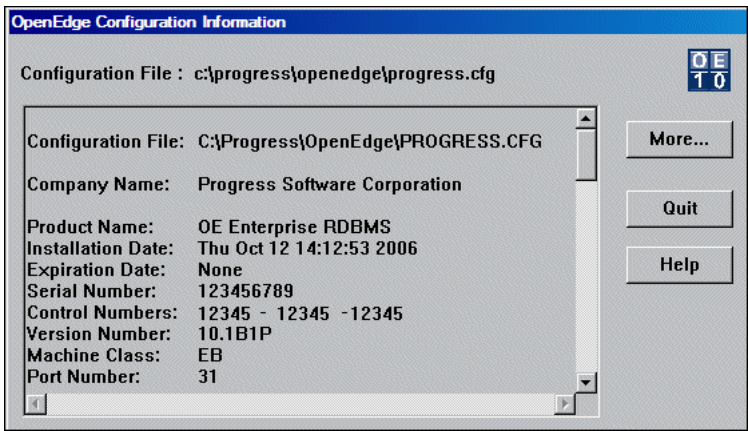 OpenEdge Configuration Information
Configuration File : c:\progress\openedge\progress.cfg
OE
10
Configuration File: C:\Progress\OpenEdge\PROGRESS.CFG
More...
Company Name: Progress Software Corporation
Quit
Product Name: OE Enterprise RDBMS
Installation Date: Thu Oct 12 14:12:53 2006
Expiration Date: None
Help
Serial Number: 123456789
Control Numbers: 12345 - 12345 -12345
Version Number: 10.1B1P
Machine Class: EB
Port Number: 31